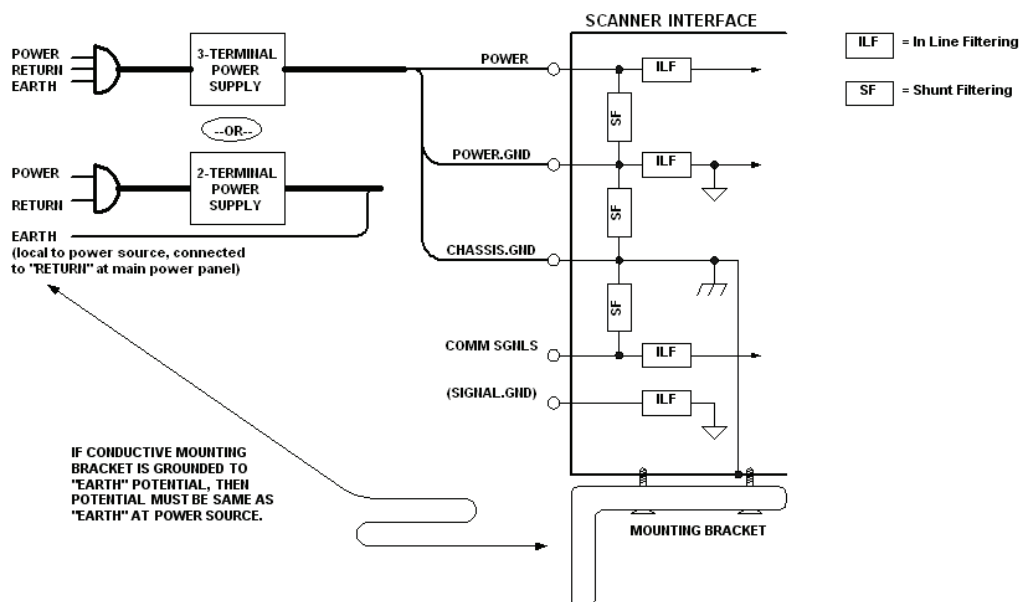 SCANNER INTERFACE
ILF = In Line Filtering
SF = Shunt Filtering
POWER
RETURN
EARTH
3-TERMINAL
POWER
SUPPLY
--OR--
POWER
RETURN
2-TERMINAL
POWER
SUPPLY
EARTH
(local to power source, connected
to "RETURN" at main power panel)
POWER
ILF
SF
POWER.GND
ILF
SF
CHASSIS.GND
SF
COMM SGNLS
ILF
(SIGNAL.GND)
ILF
IF CONDUCTIVE MOUNTING
BRACKET IS GROUNDED TO
"EARTH" POTENTIAL, THEN
POTENTIAL MUST BE SAME AS
"EARTH" AT POWER SOURCE.
MOUNTING BRACKET